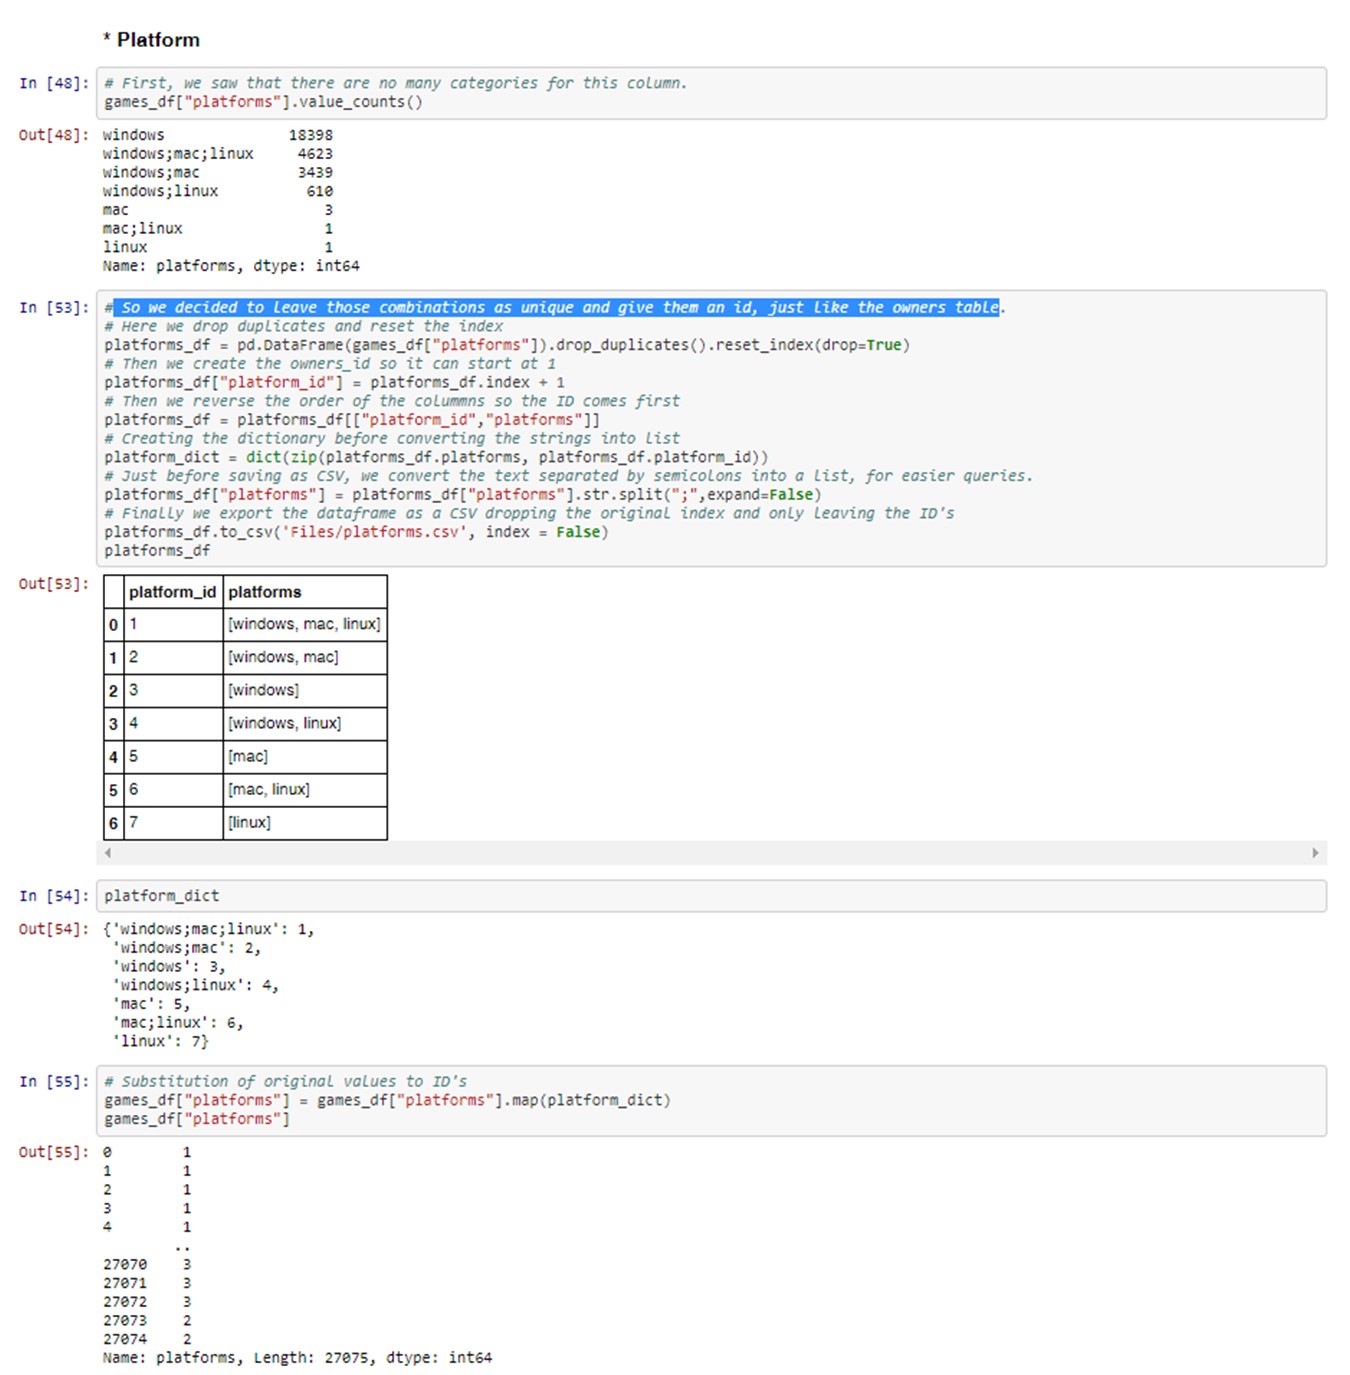 * Platform
In [48]: # First, we saw that there are no many categories for this column.
games_df["platforms"].value_counts()
Out[48]: windows 18398
windows;mac;linux 4623
windows;mac 3439
windows;linux 610
mac 3
mac;linux 1
linux 1
Name: platforms, dtype: int64
In [53]: # So we decided to leave those combinations as unique and give them an id, just like the owners table.
# Here we drop duplicates and reset the index
platforms_df = pd.DataFrame(games_df["platforms"]).drop_duplicates().reset_index(drop=True)
# Then we create the owners_id so it can start at 1
platforms_df["platform_id"] = platforms_df.index + 1
# Then we reverse the order of the colummns so the ID comes first
platforms_df = platforms_df[["platform_id","platforms"]]
# Creating the dictionary before converting the strings into list
platform_dict = dict(zip(platforms_df.platforms, platforms_df.platform_id))
# Just before saving as CSV, we convert the text separated by semicolons into a list, for easier queries.
platforms_df["platforms"] = platforms_df["platforms"].str.split(";",expand=False)
# Finally we export the dataframe as a CSV dropping the original index and only leaving the ID's
platforms_df.to_csv('Files/platforms.csv', index = False)
platforms_df
Out[53]:
platform_id platforms
0 1 [windows, mac, linux]
1 2 [windows, mac]
2 3 [windows]
3 4 [windows, linux]
4 5 [mac]
5 6 [mac, linux]
6 7 [linux]
In [54]: platform_dict
Out[54]: {'windows;mac;linux': 1,
'windows;mac': 2,
'windows': 3,
'windows;linux': 4,
'mac': 5,
'mac;linux': 6,
'linux': 7}
In [55]: # Substitution of original values to ID's
games_df["platforms"] = games_df["platforms"].map(platform_dict)
games_df["platforms"]
Out[55]: 0 1
1 1
2 1
3 1
4 1
..
27070 3
27071 3
27072 3
27073 2
27074 2
Name: platforms, Length: 27075, dtype: int64